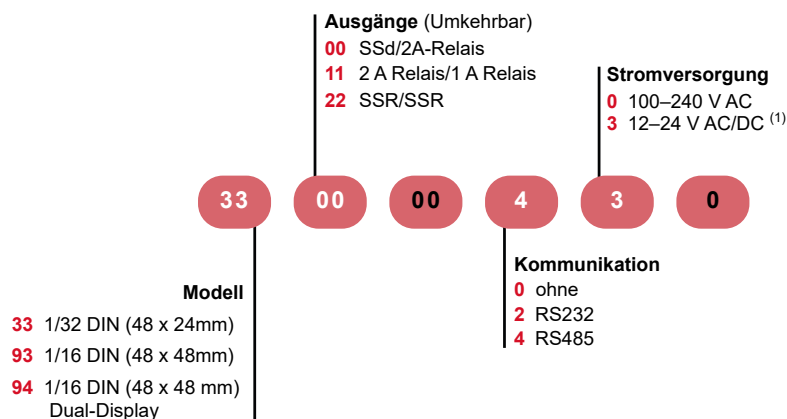 Ausgänge (Umkehrbar)
00 SSd/2A-Relais
11 2 A Relais/1 A Relais
22 SSR/SSR
Stromversorgung
0 100–240 V AC
3 12–24 V AC/DC (1)
33 00 00 4 3 0
Modell
33 1/32 DIN (48 x 24mm)
93 1/16 DIN (48 x 48mm)
94 1/16 DIN (48 x 48 mm)
Dual-Display
Kommunikation
0 ohne
2 RS232
4 RS485